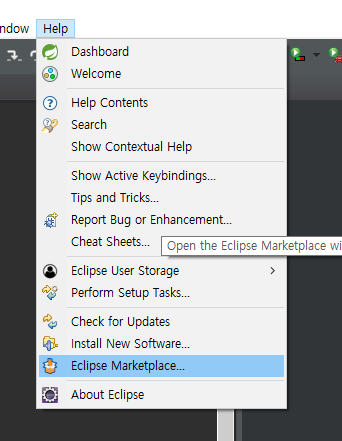 ndow Help
Dashboard
Welcome
Help Contents
Search
Show Contextual Help
Show Active Keybindings...
Tips and Tricks...
Report Bug or Enhancement...
Cheat Sheets...
Open the Eclipse Marketplace wi
Eclipse User Storage
Perform Setup Tasks...
Check for Updates
Install New Software...
Eclipse Marketplace...
About Eclipse